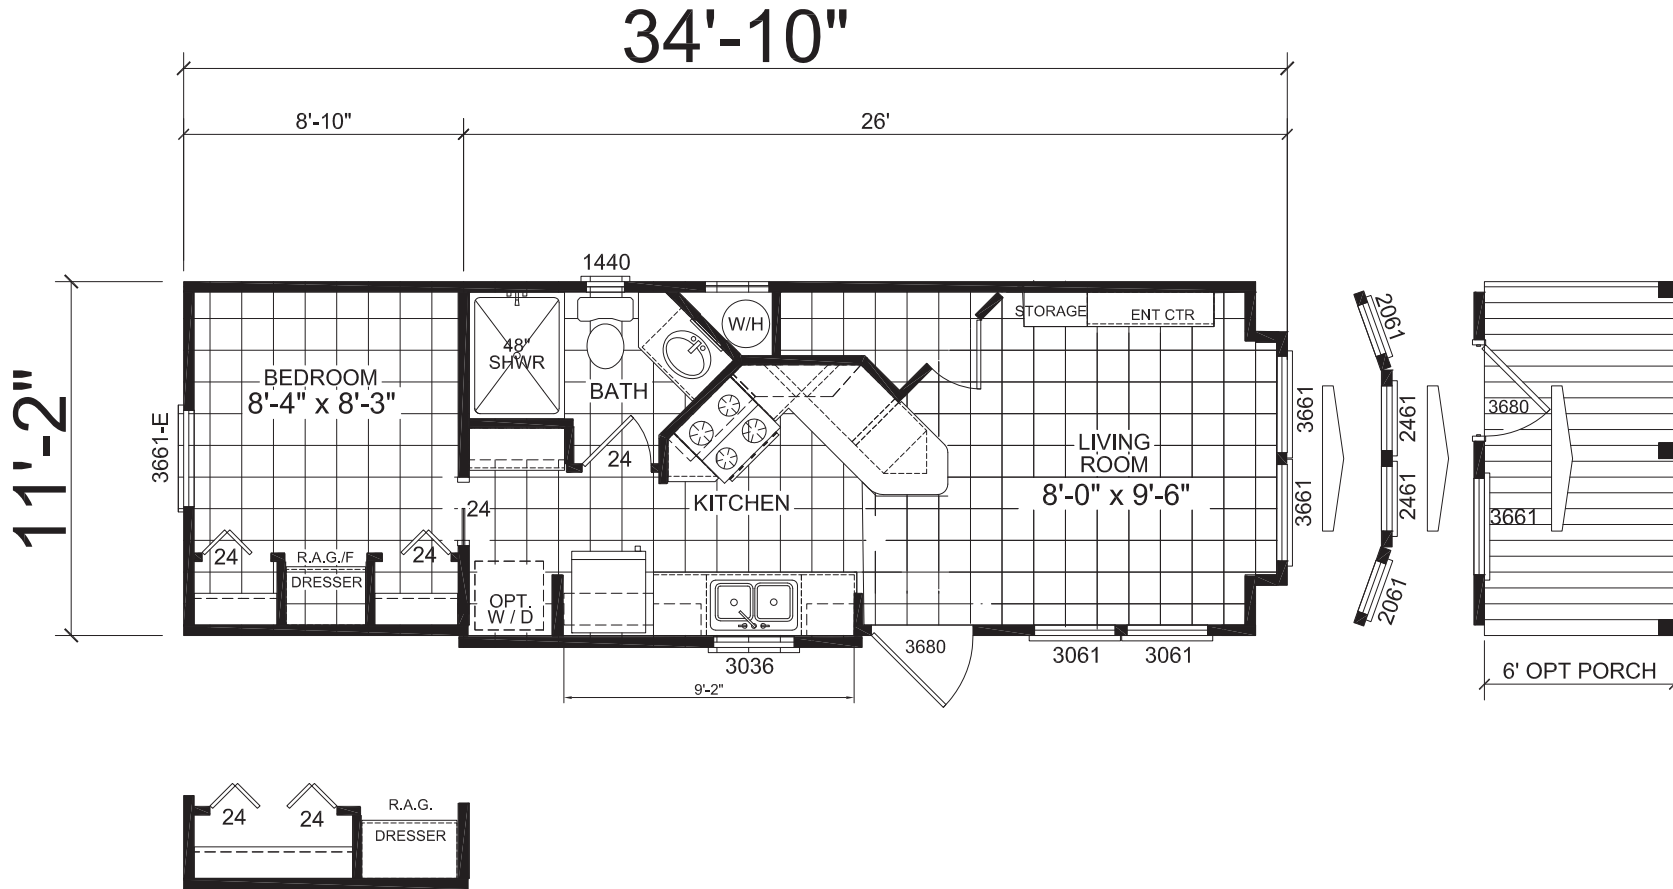 34'-10"
8'-10"
26'
11'-2"
1440
W/H
STORAGE
ENT CTR
48"
SHWR
BATH
BEDROOM
8'-4" x 8'-3"
3661-E
24
24
KITCHEN
LIVING
ROOM
8'-0" x 9'-6"
3661
3661
2061
2461
2461
2061
3680
3661
24
R.A.G./F
DRESSER
24
OPT.
W / D
3036
9'-2"
3680
3061
3061
6' OPT PORCH
24
24
R.A.G.
DRESSER